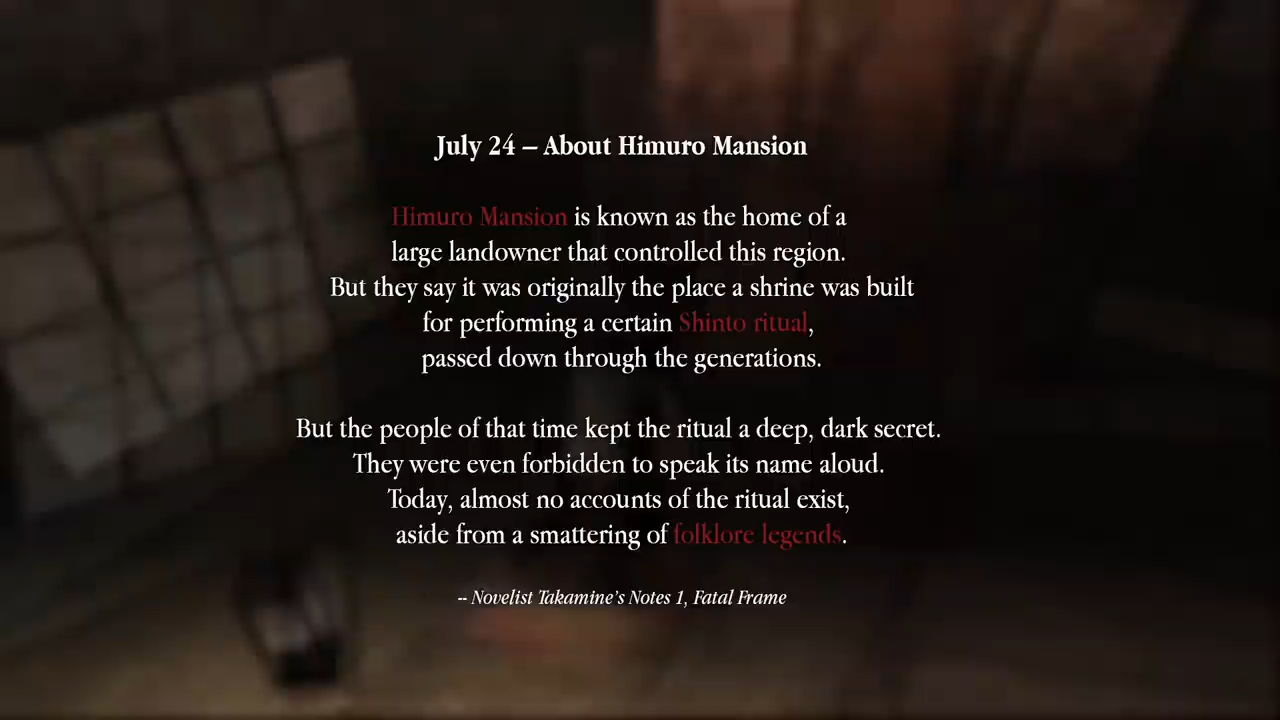 July 24 – About Himuro Mansion
Himuro Mansion is known as the home of a
large landowner that controlled this region.
But they say it was originally the place a shrine was built
for performing a certain Shinto ritual,
passed down through the generations.
But the people of that time kept the ritual a deep, dark secret.
They were even forbidden to speak its name aloud.
Today, almost no accounts of the ritual exist,
aside from a smattering of folklore legends.
-- Novelist Takamine's Notes 1, Fatal Frame